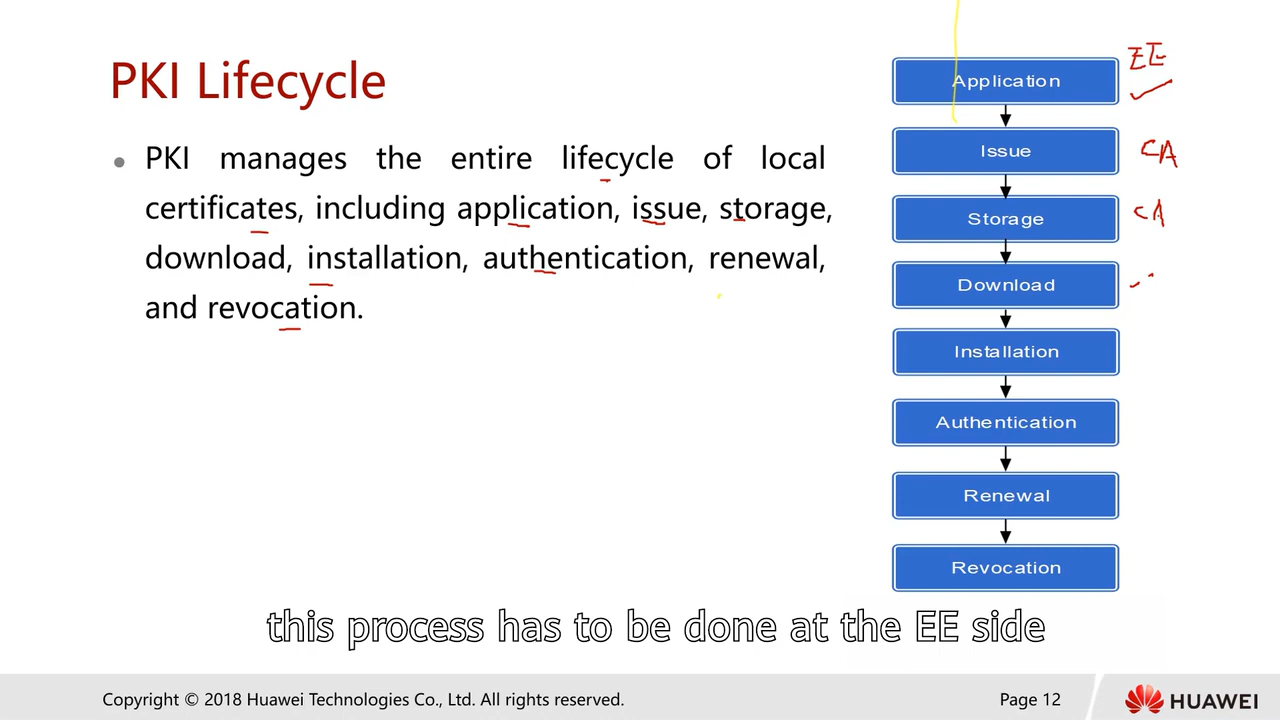 PKI Lifecycle
PKI manages the entire lifecycle of local
certificates, including application, issue, storage,
download, installation, authentication, renewal,
and revocation.
Application
EE
Issue
CA
Storage
CA
Download
Installation
Authentication
Renewal
Revocation
this process has to be done at the EE side
Copyright © 2018 Huawei Technologies Co., Ltd. All rights reserved.
Page 12
HUAWEI